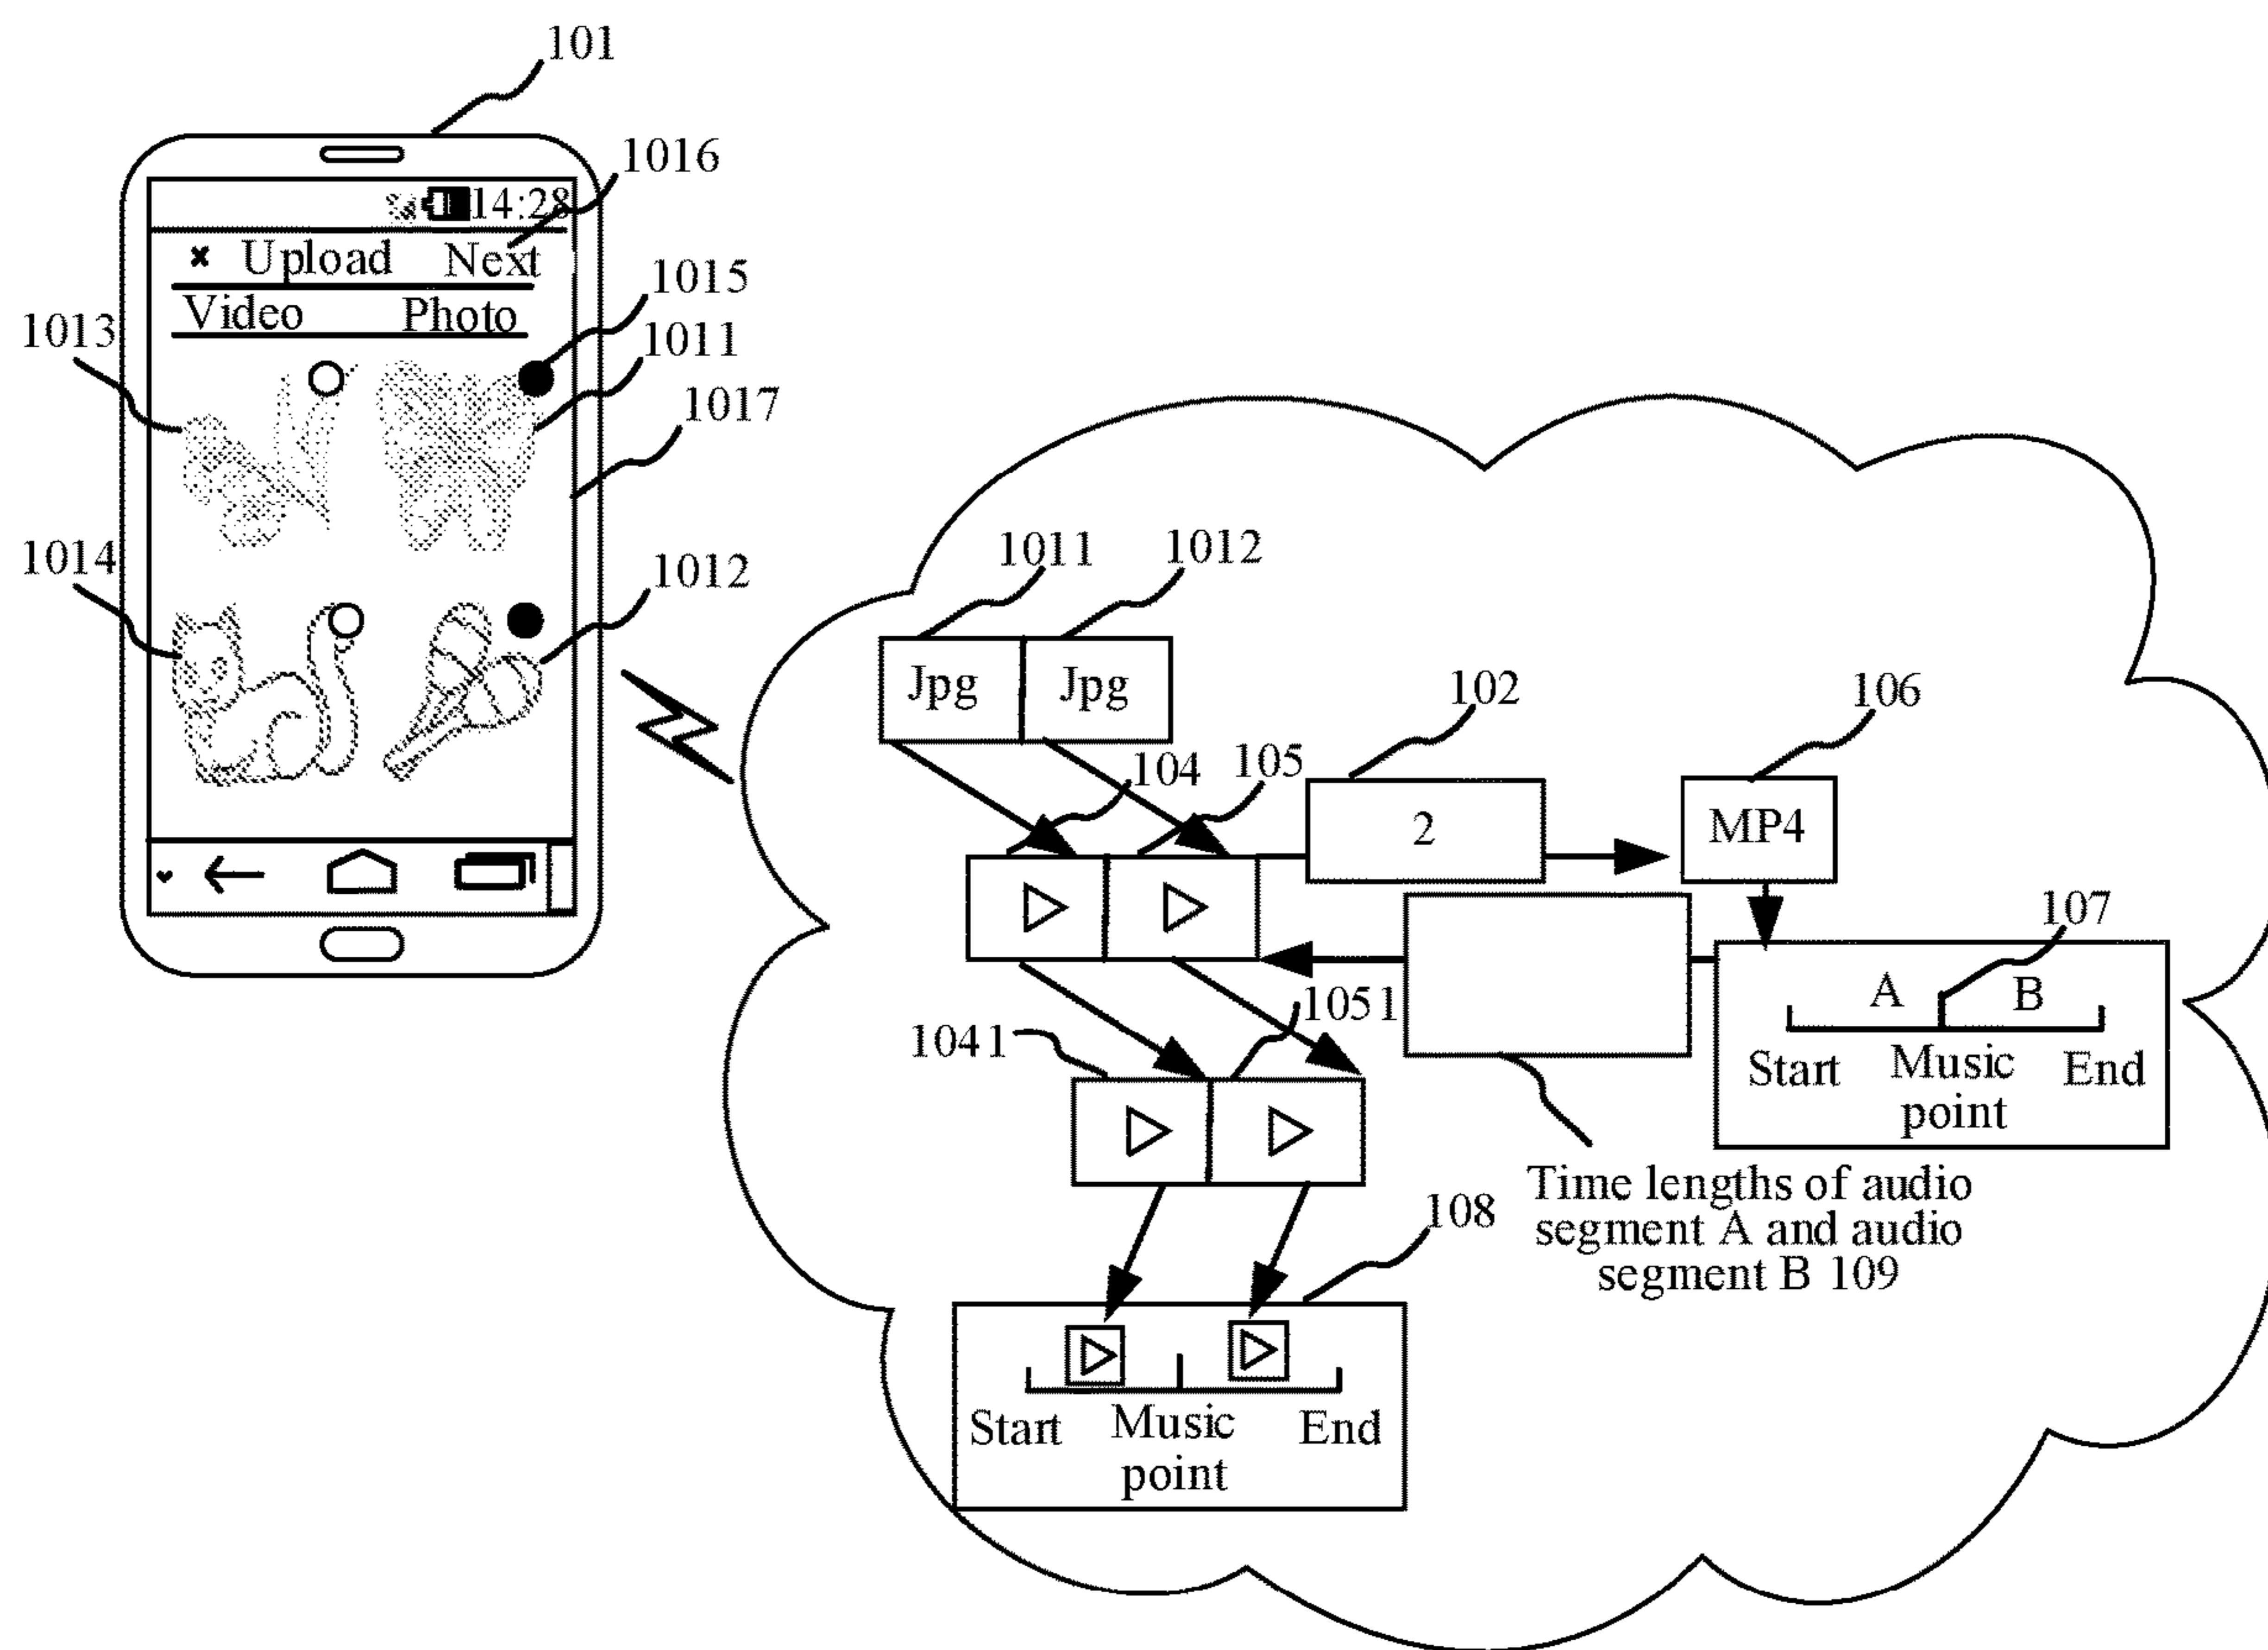 101
1016
14:28
× Upload Next
1015
Video Photo
1013
1011
1017
1014
1012
1011
1012
Jpg Jpg
102
106
104
105
2
MP4
107
A B
1051
1041
Start Music point End
Time lengths of audio
segment A and audio
segment B 109
108
Start Music point End